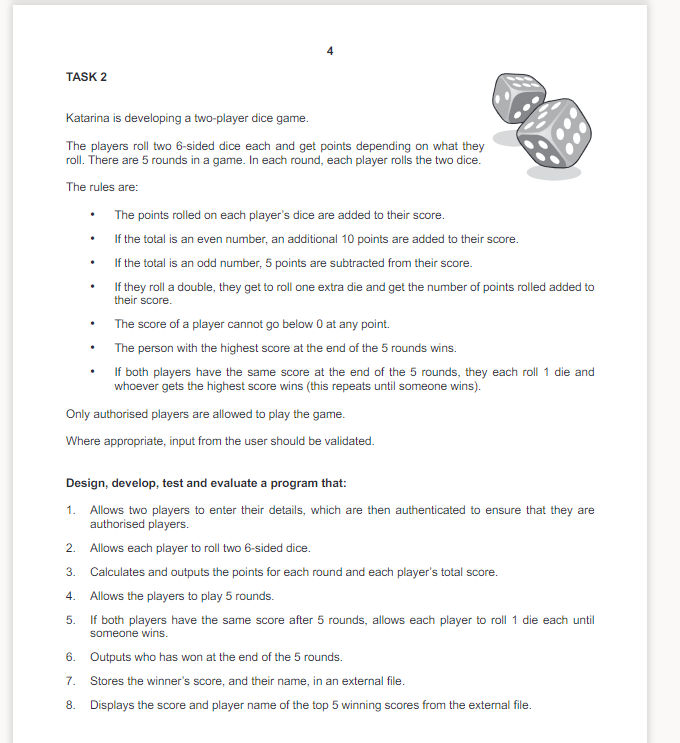 4
TASK 2
Katarina is developing a two-player dice game.
The players roll two 6-sided dice each and get points depending on what they
roll. There are 5 rounds in a game. In each round, each player rolls the two dice.
The rules are:
• The points rolled on each player’s dice are added to their score.
• If the total is an even number, an additional 10 points are added to their score.
• If the total is an odd number, 5 points are subtracted from their score.
• If they roll a double, they get to roll one extra die and get the number of points rolled added to
their score.
• The score of a player cannot go below 0 at any point.
• The person with the highest score at the end of the 5 rounds wins.
• If both players have the same score at the end of the 5 rounds, they each roll 1 die and
whoever gets the highest score wins (this repeats until someone wins).
Only authorised players are allowed to play the game.
Where appropriate, input from the user should be validated.
Design, develop, test and evaluate a program that:
1. Allows two players to enter their details, which are then authenticated to ensure that they are
authorised players.
2. Allows each player to roll two 6-sided dice.
3. Calculates and outputs the points for each round and each player’s total score.
4. Allows the players to play 5 rounds.
5. If both players have the same score after 5 rounds, allows each player to roll 1 die each until
someone wins.
6. Outputs who has won at the end of the 5 rounds.
7. Stores the winner’s score, and their name, in an external file.
8. Displays the score and player name of the top 5 winning scores from the external file.